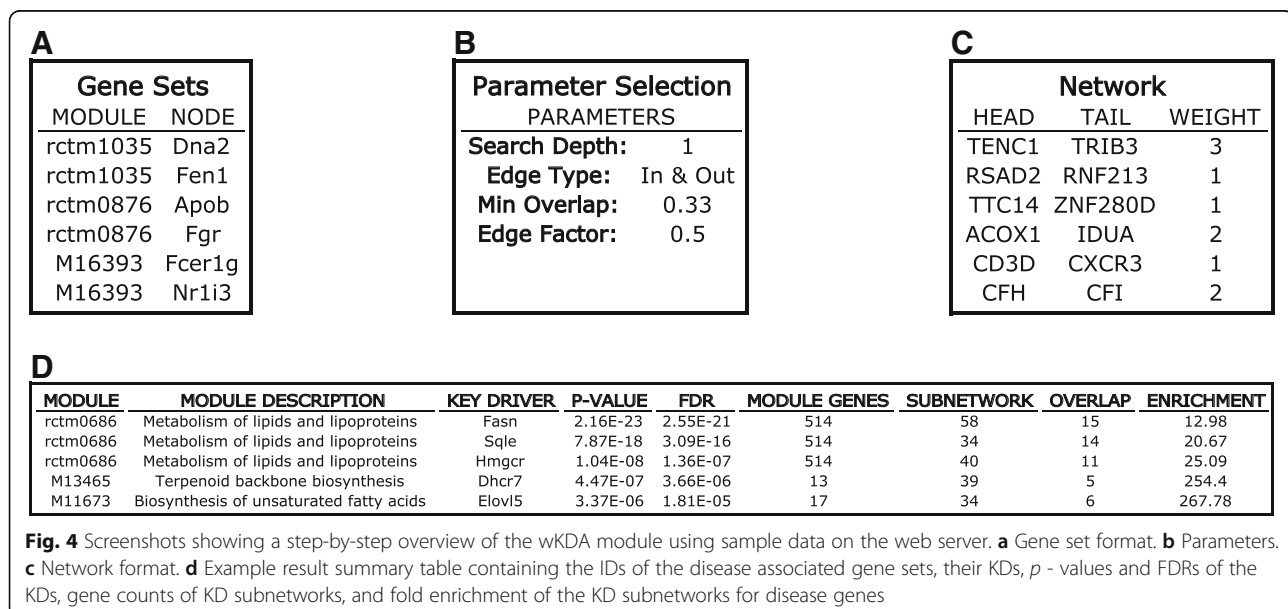 A
Gene Sets
MODULE NODE
rctm1035 Dna2
rctm1035 Fen1
rctm0876 Apob
rctm0876 Fgr
M16393 Fcer1g
M16393 Nr1i3
B
Parameter Selection
PARAMETERS
Search Depth: 1
Edge Type: In & Out
Min Overlap: 0.33
Edge Factor: 0.5
C
Network
HEAD TAIL WEIGHT
TENC1 TRIB3 3
RSAD2 RNF213 1
TTC14 ZNF280D 1
ACOX1 IDUA 2
CD3D CXCR3 1
CFH CFI 2
D
MODULE MODULE DESCRIPTION KEY DRIVER P-VALUE FDR MODULE GENES SUBNETWORK OVERLAP ENRICHMENT
rctm0686 Metabolism of lipids and lipoproteins Fasn 2.16E-23 2.55E-21 514 58 15 12.98
rctm0686 Metabolism of lipids and lipoproteins Sqle 7.87E-18 3.09E-16 514 34 14 20.67
rctm0686 Metabolism of lipids and lipoproteins Hmgcr 1.04E-08 1.36E-07 514 40 11 25.09
M13465 Terpenoid backbone biosynthesis Dhcr7 4.47E-07 3.66E-06 13 39 5 254.4
M11673 Biosynthesis of unsaturated fatty acids Elovl5 3.37E-06 1.81E-05 17 34 6 267.78
Fig. 4 Screenshots showing a step-by-step overview of the wKDA module using sample data on the web server. a Gene set format. b Parameters.
c Network format. d Example result summary table containing the IDs of the disease associated gene sets, their KDs, p - values and FDRs of the
KDs, gene counts of KD subnetworks, and fold enrichment of the KD subnetworks for disease genes